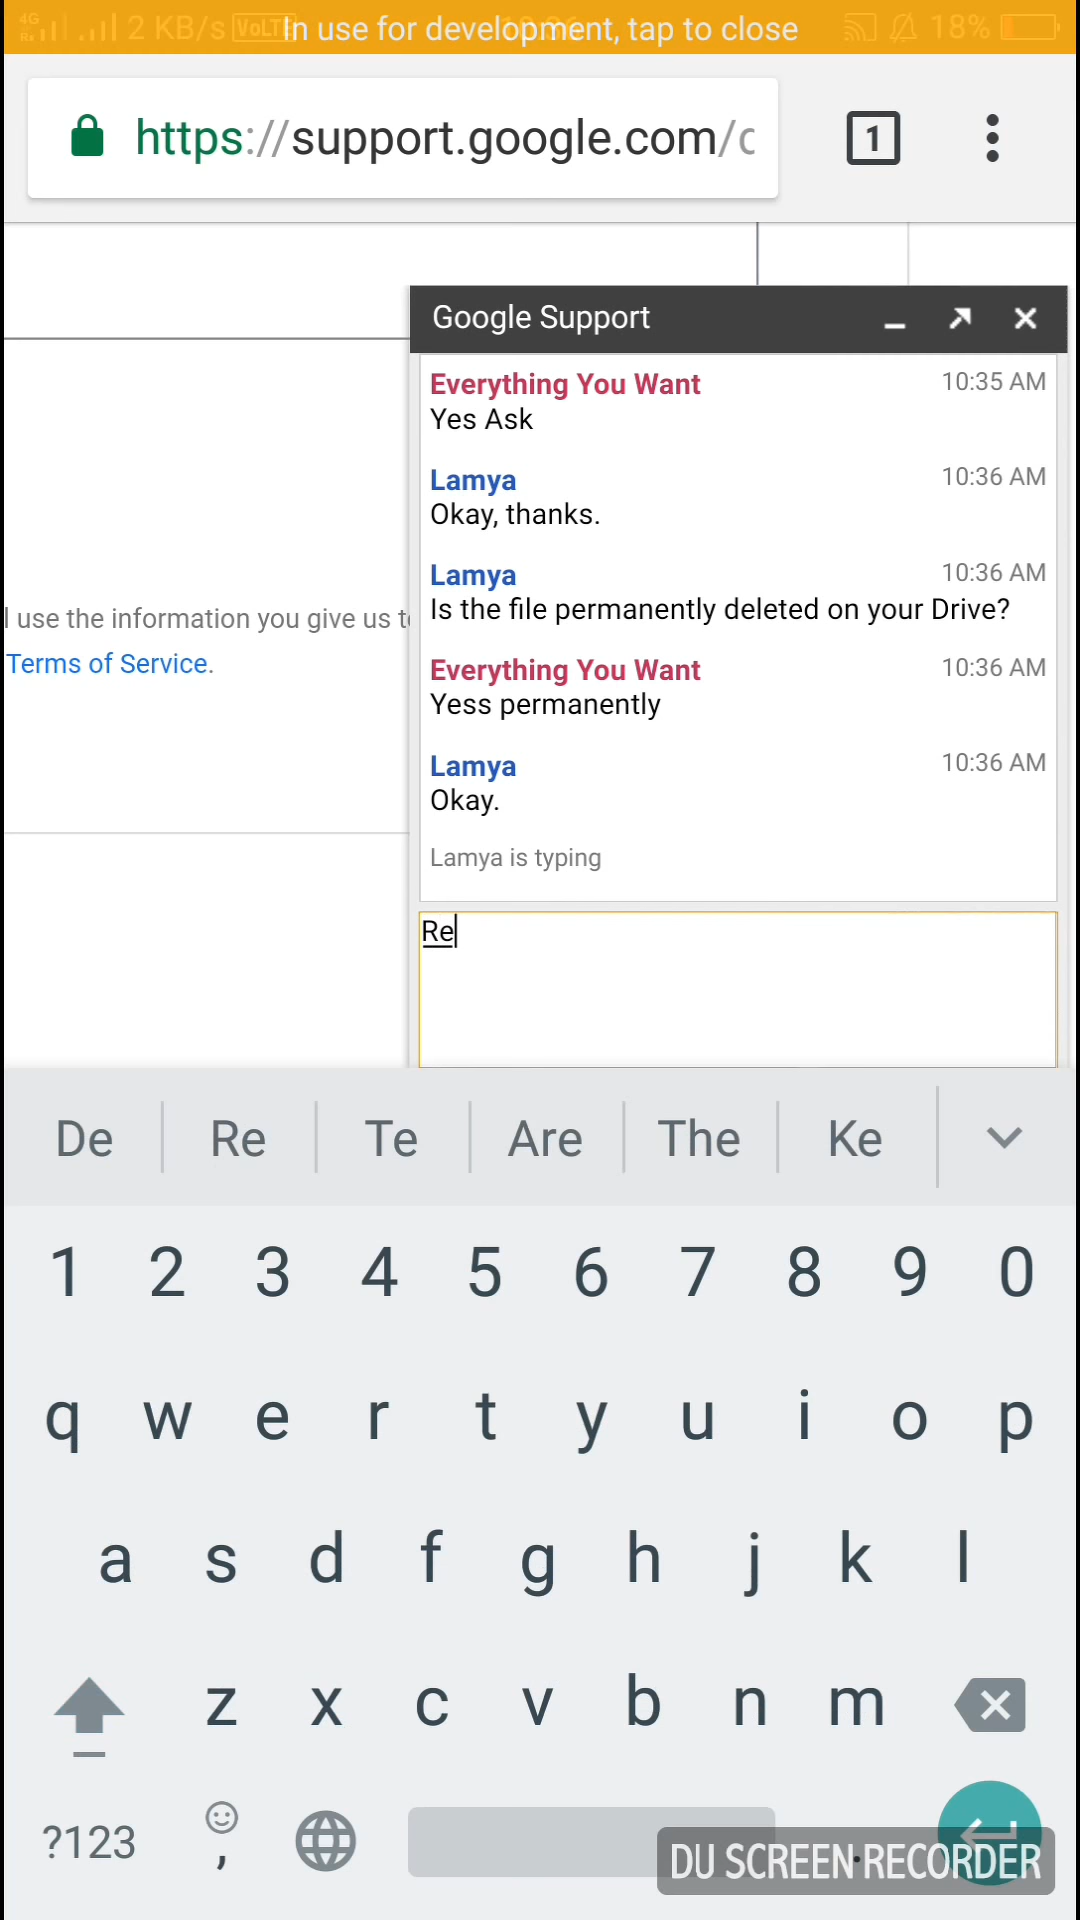 4G
R
2 KB/s VoLTE In use for development, tap to close 18%
https://support.google.com/c
1
Google Support
Everything You Want 10:35 AM
Yes Ask
Lamya 10:36 AM
Okay, thanks.
Lamya 10:36 AM
Is the file permanently deleted on your Drive?
Everything You Want 10:36 AM
Yess permanently
Lamya 10:36 AM
Okay.
Lamya is typing
l use the information you give us to
Terms of Service.
Re
De Re Te Are The Ke
1 2 3 4 5 6 7 8 9 0
q w e r t y u i o p
a s d f g h j k l
z x c v b n m
?123 , .
DU SCREEN RECORDER